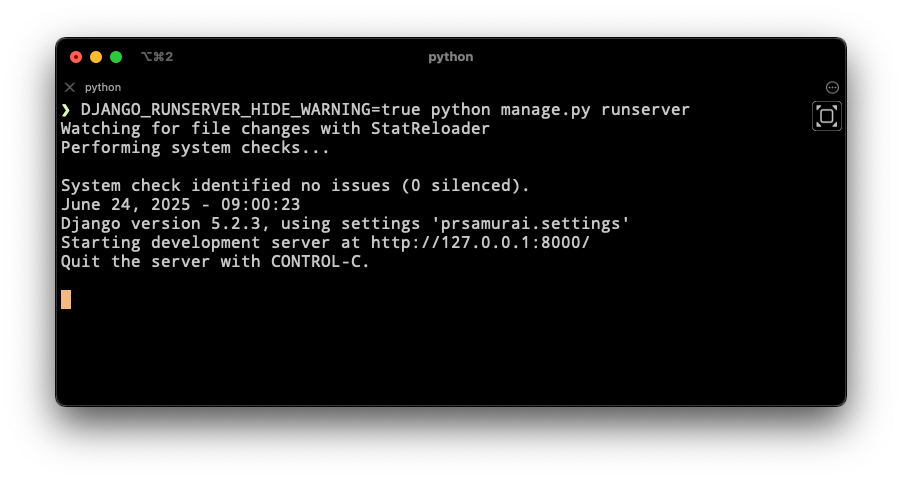 ⌥⌘2
python
python
❯ DJANGO_RUNSERVER_HIDE_WARNING=true python manage.py runserver
Watching for file changes with StatReloader
Performing system checks...
System check identified no issues (0 silenced).
June 24, 2025 - 09:00:23
Django version 5.2.3, using settings 'prsamurai.settings'
Starting development server at http://127.0.0.1:8000/
Quit the server with CONTROL-C.